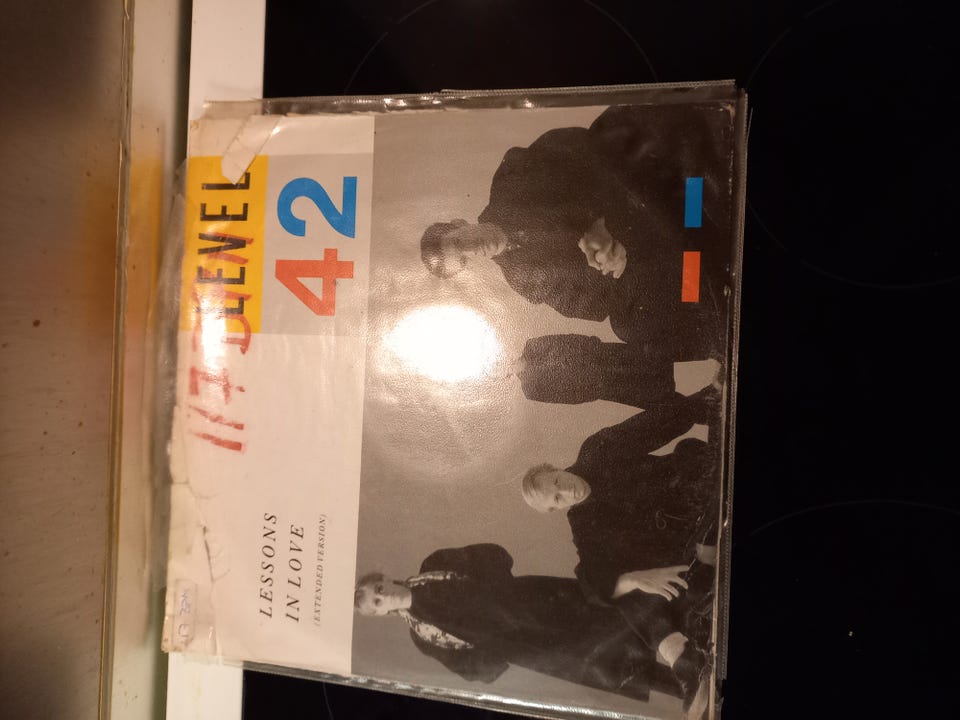 LEVEL
42
LESSONS
IN LOVE
(EXTENDED VERSION)